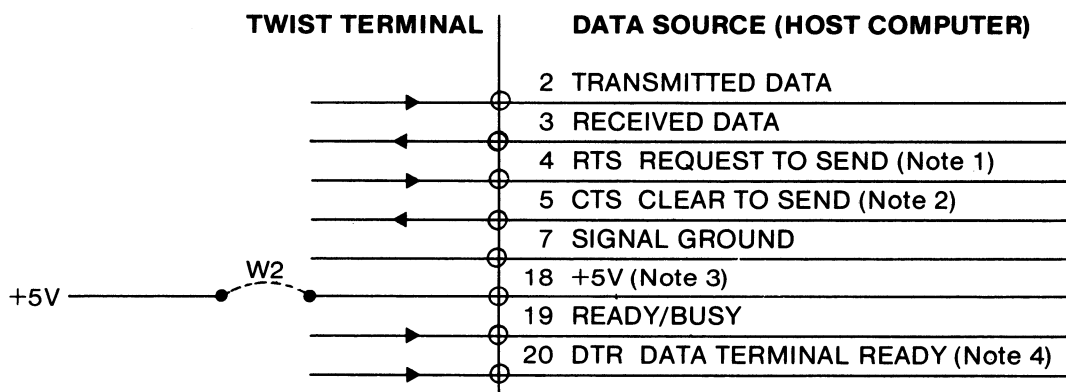 TWIST TERMINAL DATA SOURCE (HOST COMPUTER)
2 TRANSMITTED DATA
3 RECEIVED DATA
4 RTS REQUEST TO SEND (Note 1)
5 CTS CLEAR TO SEND (Note 2)
7 SIGNAL GROUND
W2
+5V
18 +5V (Note 3)
19 READY/BUSY
20 DTR DATA TERMINAL READY (Note 4)